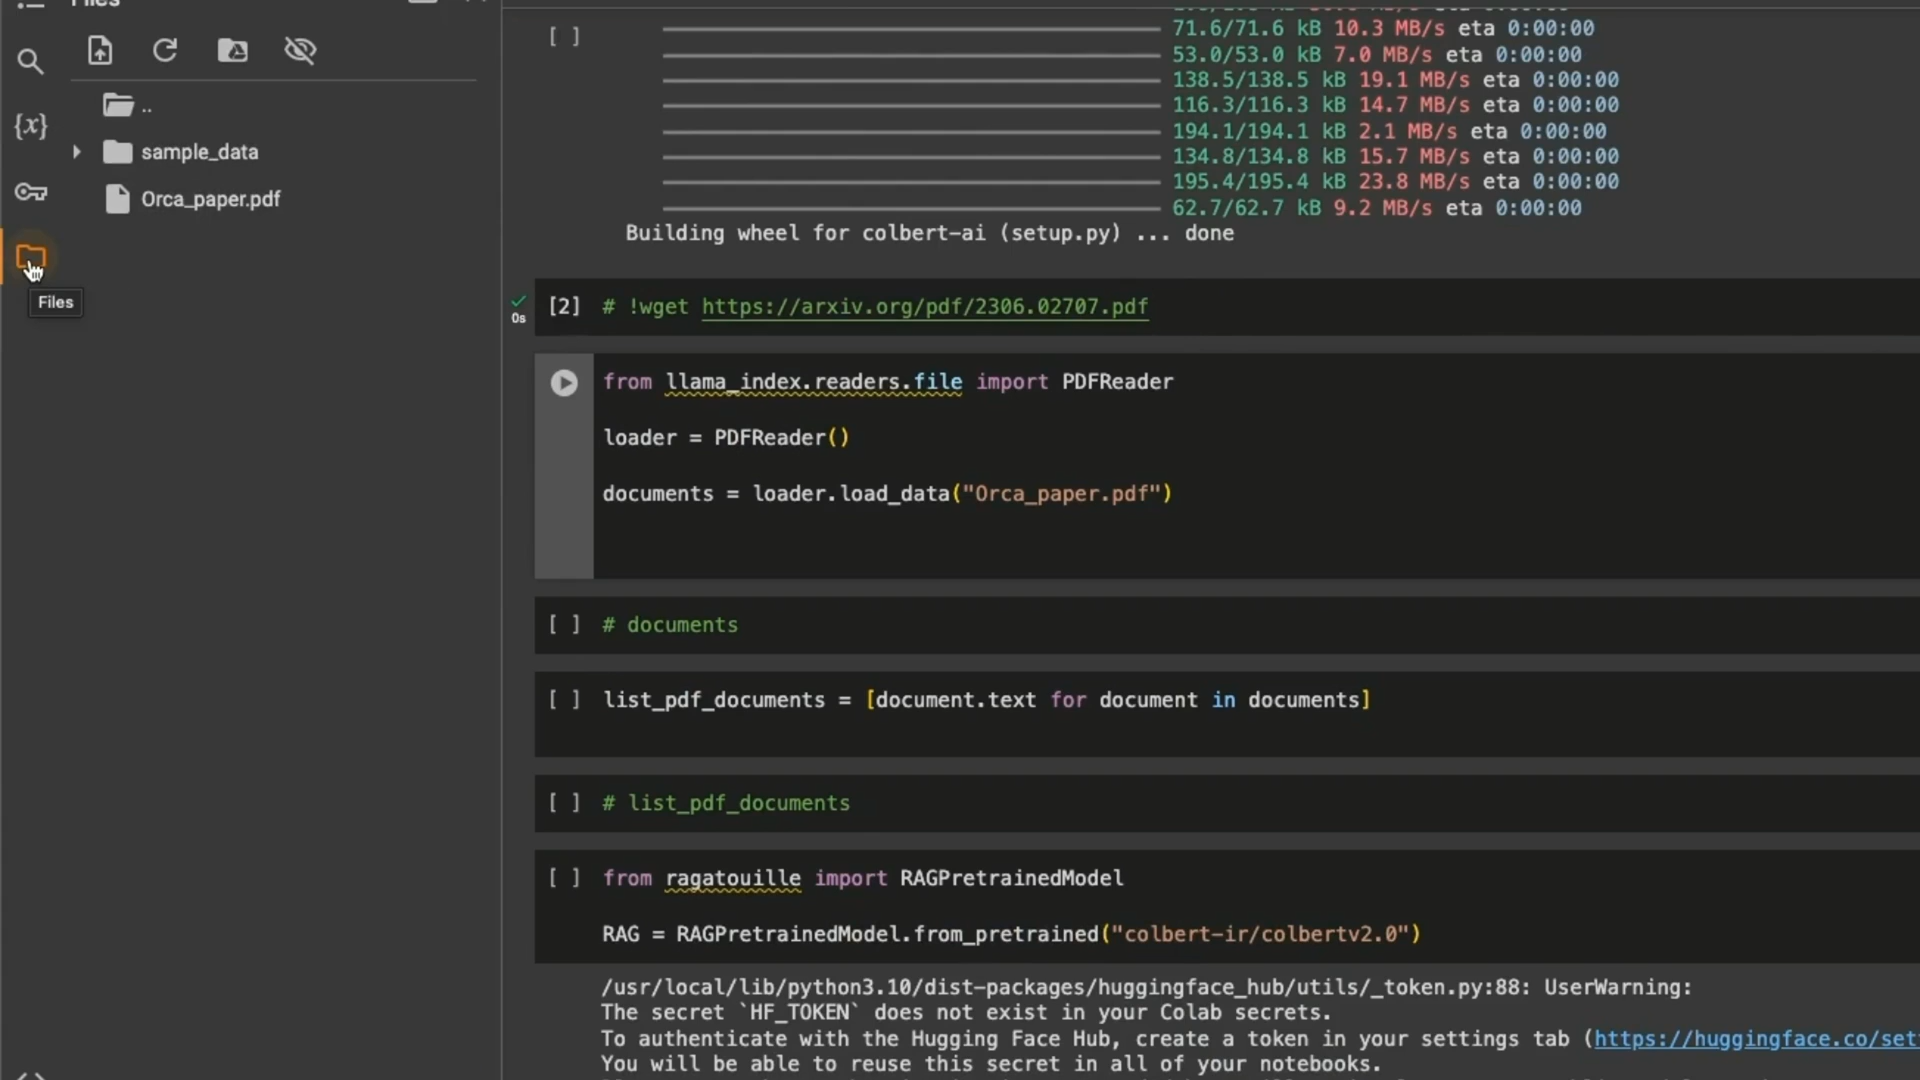 Files
..
sample_data
Orca_paper.pdf
{x}
Files
[ ]
71.6/71.6 kB 10.3 MB/s eta 0:00:00
53.0/53.0 kB 7.0 MB/s eta 0:00:00
138.5/138.5 kB 19.1 MB/s eta 0:00:00
116.3/116.3 kB 14.7 MB/s eta 0:00:00
194.1/194.1 kB 2.1 MB/s eta 0:00:00
134.8/134.8 kB 15.7 MB/s eta 0:00:00
195.4/195.4 kB 23.8 MB/s eta 0:00:00
62.7/62.7 kB 9.2 MB/s eta 0:00:00
Building wheel for colbert-ai (setup.py) ... done
[2] # !wget https://arxiv.org/pdf/2306.02707.pdf
0s
from llama_index.readers.file import PDFReader
loader = PDFReader()
documents = loader.load_data("Orca_paper.pdf")
[ ] # documents
[ ] list_pdf_documents = [document.text for document in documents]
[ ] # list_pdf_documents
[ ] from ragatouille import RAGPretrainedModel
RAG = RAGPretrainedModel.from_pretrained("colbert-ir/colbertv2.0")
/usr/local/lib/python3.10/dist-packages/huggingface_hub/utils/_token.py:88: UserWarning:
The secret `HF_TOKEN` does not exist in your Colab secrets.
To authenticate with the Hugging Face Hub, create a token in your settings tab (https://huggingface.co/set
You will be able to reuse this secret in all of your notebooks.